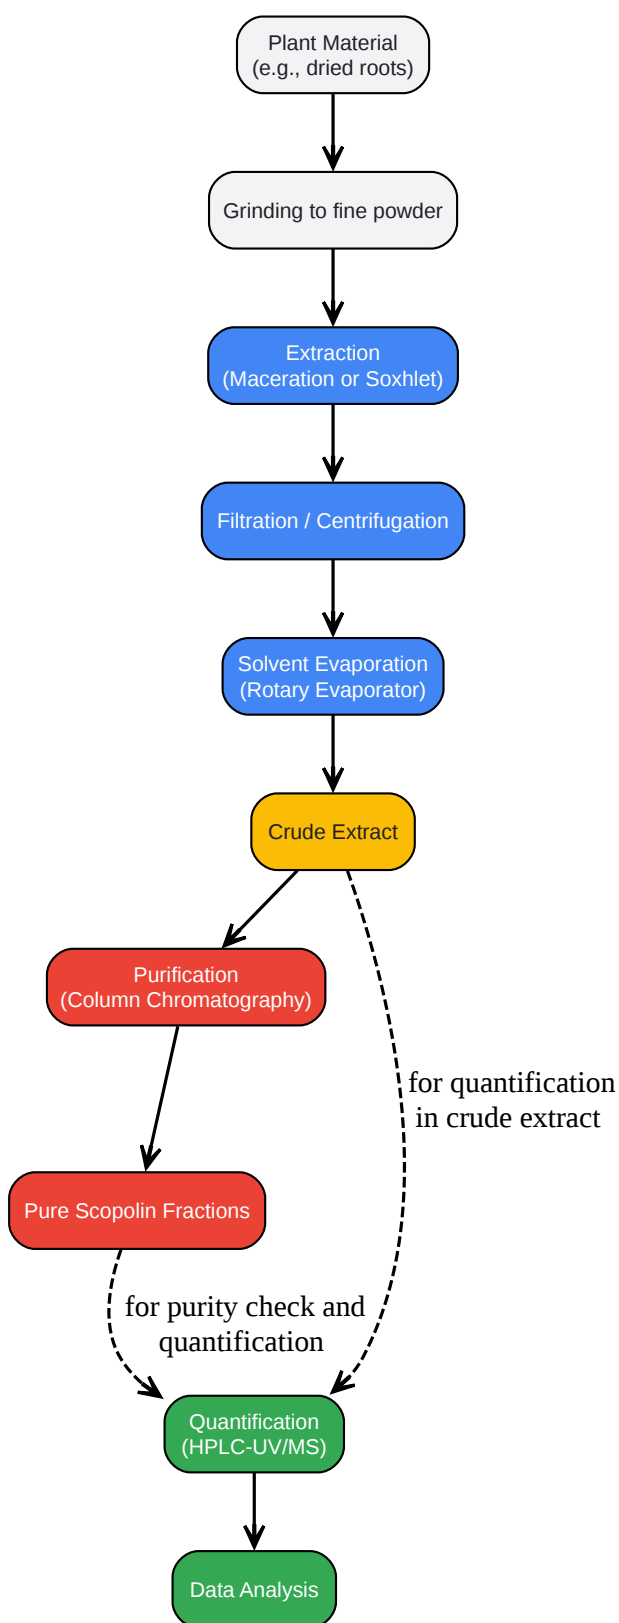 Plant Material
(e.g., dried roots)
Grinding to fine powder
Extraction
(Maceration or Soxhlet)
Filtration / Centrifugation
Solvent Evaporation
(Rotary Evaporator)
Crude Extract
Purification
(Column Chromatography)
for quantification
in crude extract
Pure Scopolin Fractions
for purity check and
quantification
Quantification
(HPLC-UV/MS)
Data Analysis